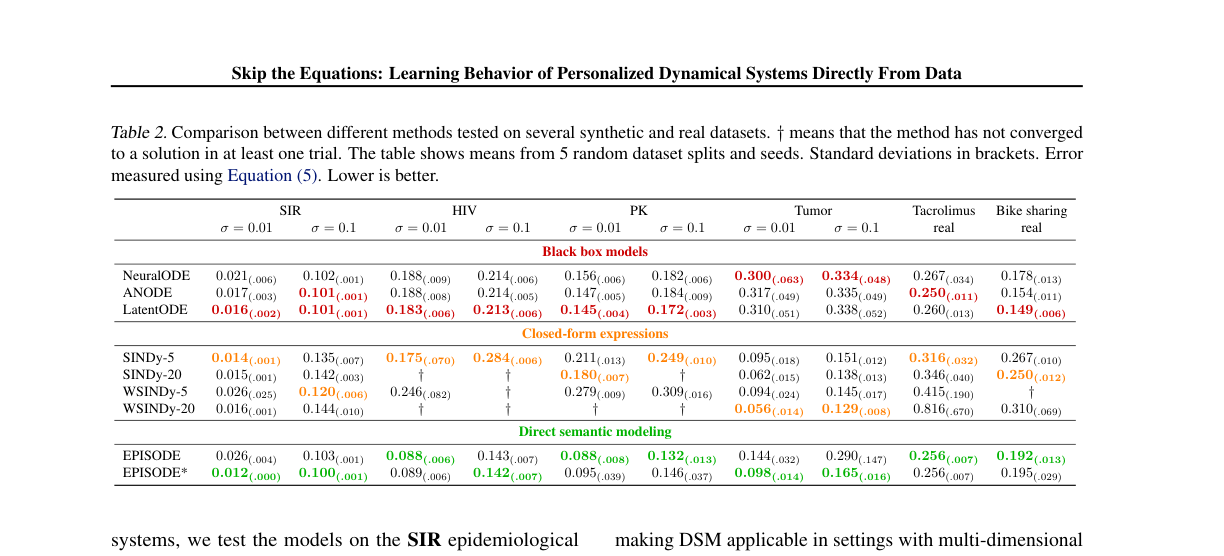 Skip the Equations: Learning Behavior of Personalized Dynamical Systems Directly From Data
Table 2. Comparison between different methods tested on several synthetic and real datasets. † means that the method has not converged
to a solution in at least one trial. The table shows means from 5 random dataset splits and seeds. Standard deviations in brackets. Error
measured using Equation (5). Lower is better.
SIR HIV PK Tumor Tacrolimus Bike sharing
σ = 0.01 σ = 0.1 σ = 0.01 σ = 0.1 σ = 0.01 σ = 0.1 σ = 0.01 σ = 0.1 real real
Black box models
NeuralODE 0.021(.006) 0.102(.001) 0.188(.009) 0.214(.006) 0.156(.006) 0.182(.006) 0.300(.063) 0.334(.048) 0.267(.034) 0.178(.013)
ANODE 0.017(.003) 0.101(.001) 0.188(.008) 0.214(.005) 0.147(.005) 0.184(.009) 0.317(.049) 0.335(.049) 0.250(.011) 0.154(.011)
LatentODE 0.016(.002) 0.101(.001) 0.183(.006) 0.213(.006) 0.145(.004) 0.172(.003) 0.310(.051) 0.338(.052) 0.260(.013) 0.149(.006)
Closed-form expressions
SINDy-5 0.014(.001) 0.135(.007) 0.175(.070) 0.284(.006) 0.211(.013) 0.249(.010) 0.095(.018) 0.151(.012) 0.316(.032) 0.267(.010)
SINDy-20 0.015(.001) 0.142(.003) † † 0.180(.007) † 0.062(.015) 0.138(.013) 0.346(.040) 0.250(.012)
WSINDy-5 0.026(.025) 0.120(.006) 0.246(.082) † 0.279(.009) 0.309(.016) 0.094(.024) 0.145(.017) 0.415(.190) †
WSINDy-20 0.016(.001) 0.144(.010) † † † † 0.056(.014) 0.129(.008) 0.816(.670) 0.310(.069)
Direct semantic modeling
EPISODE 0.026(.004) 0.103(.001) 0.088(.006) 0.143(.007) 0.088(.008) 0.132(.013) 0.144(.032) 0.290(.147) 0.256(.007) 0.192(.013)
EPISODE* 0.012(.000) 0.100(.001) 0.089(.006) 0.142(.007) 0.095(.039) 0.146(.037) 0.098(.014) 0.165(.016) 0.256(.007) 0.195(.029)
systems, we test the models on the SIR epidemiological
making DSM applicable in settings with multi-dimensional